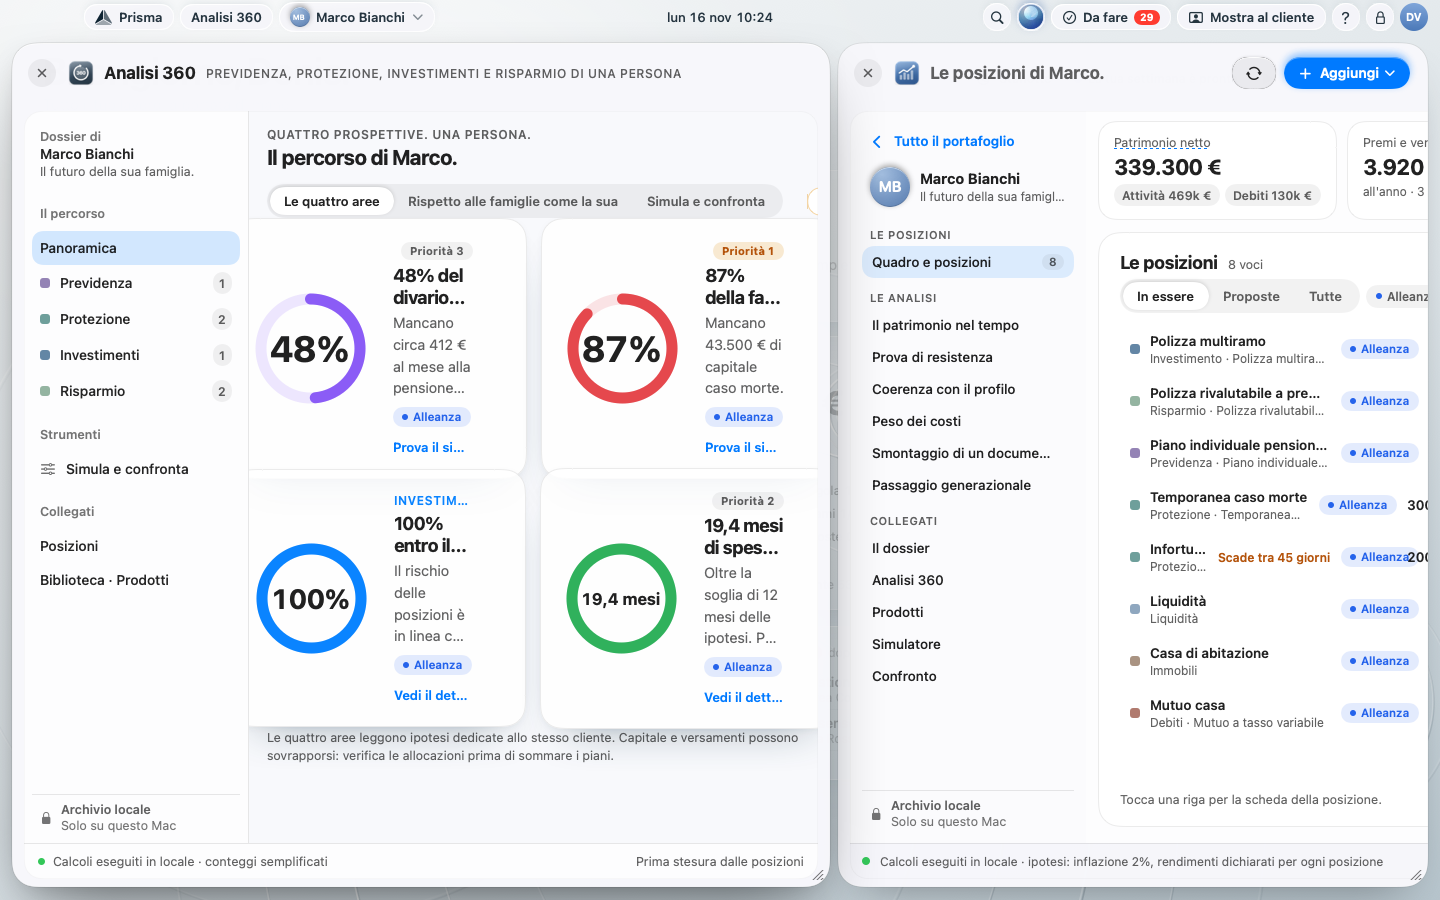 Prisma
Analisi 360
MB Marco Bianchi
lun 16 nov 10:24
Da fare 29
Mostra al cliente
?
DV
Analisi 360 PREVIDENZA, PROTEZIONE, INVESTIMENTI E RISPARMIO DI UNA PERSONA
Dossier di
Marco Bianchi
Il futuro della sua famiglia.
Il percorso
Panoramica
Previdenza 1
Protezione 2
Investimenti 1
Risparmio 2
Strumenti
Simula e confronta
Collegati
Posizioni
Biblioteca · Prodotti
Archivio locale
Solo su questo Mac
QUATTRO PROSPETTIVE. UNA PERSONA.
Il percorso di Marco.
Le quattro aree
Rispetto alle famiglie come la sua
Simula e confronta
48%
Priorità 3
48% del
divario...
Mancano
circa 412 €
al mese alla
pensione...
Alleanza
Prova il si...
87%
Priorità 1
87%
della fa...
Mancano
43.500 € di
capitale
caso morte.
Alleanza
Prova il si...
100%
INVESTIM...
100%
entro il...
Il rischio
delle
posizioni è
in linea c...
Alleanza
Vedi il det...
19,4 mesi
Priorità 2
19,4 mesi
di spes...
Oltre la
soglia di 12
mesi delle
ipotesi. P...
Alleanza
Vedi il dett...
Le quattro aree leggono ipotesi dedicate allo stesso cliente. Capitale e versamenti possono
sovrapporsi: verifica le allocazioni prima di sommare i piani.
Calcoli eseguiti in locale · conteggi semplificati
Prima stesura dalle posizioni
Le posizioni di Marco.
+ Aggiungi
Tutto il portafoglio
MB
Marco Bianchi
Il futuro della sua famigl...
LE POSIZIONI
Quadro e posizioni 8
LE ANALISI
Il patrimonio nel tempo
Prova di resistenza
Coerenza con il profilo
Peso dei costi
Smontaggio di un docume...
Passaggio generazionale
COLLEGATI
Il dossier
Analisi 360
Prodotti
Simulatore
Confronto
Archivio locale
Solo su questo Mac
Patrimonio netto
339.300 €
Attività 469k €
Debiti 130k €
Premi e ver
3.920
all'anno · 3
Le posizioni 8 voci
In essere
Proposte
Tutte
Alleanz
Polizza multiramo
Investimento · Polizza multira...
Alleanza
Polizza rivalutabile a pre...
Risparmio · Polizza rivalutabil...
Alleanza
Piano individuale pension...
Previdenza · Piano individuale...
Alleanza
Temporanea caso morte
Protezione · Temporanea...
Alleanza
300
Infortu...
Protezio...
Scade tra 45 giorni
Alleanza
200
Liquidità
Liquidità
Alleanza
Casa di abitazione
Immobili
Alleanza
Mutuo casa
Debiti · Mutuo a tasso variabile
Alleanza
Tocca una riga per la scheda della posizione.
Calcoli eseguiti in locale · ipotesi: inflazione 2%, rendimenti dichiarati per ogni posizione